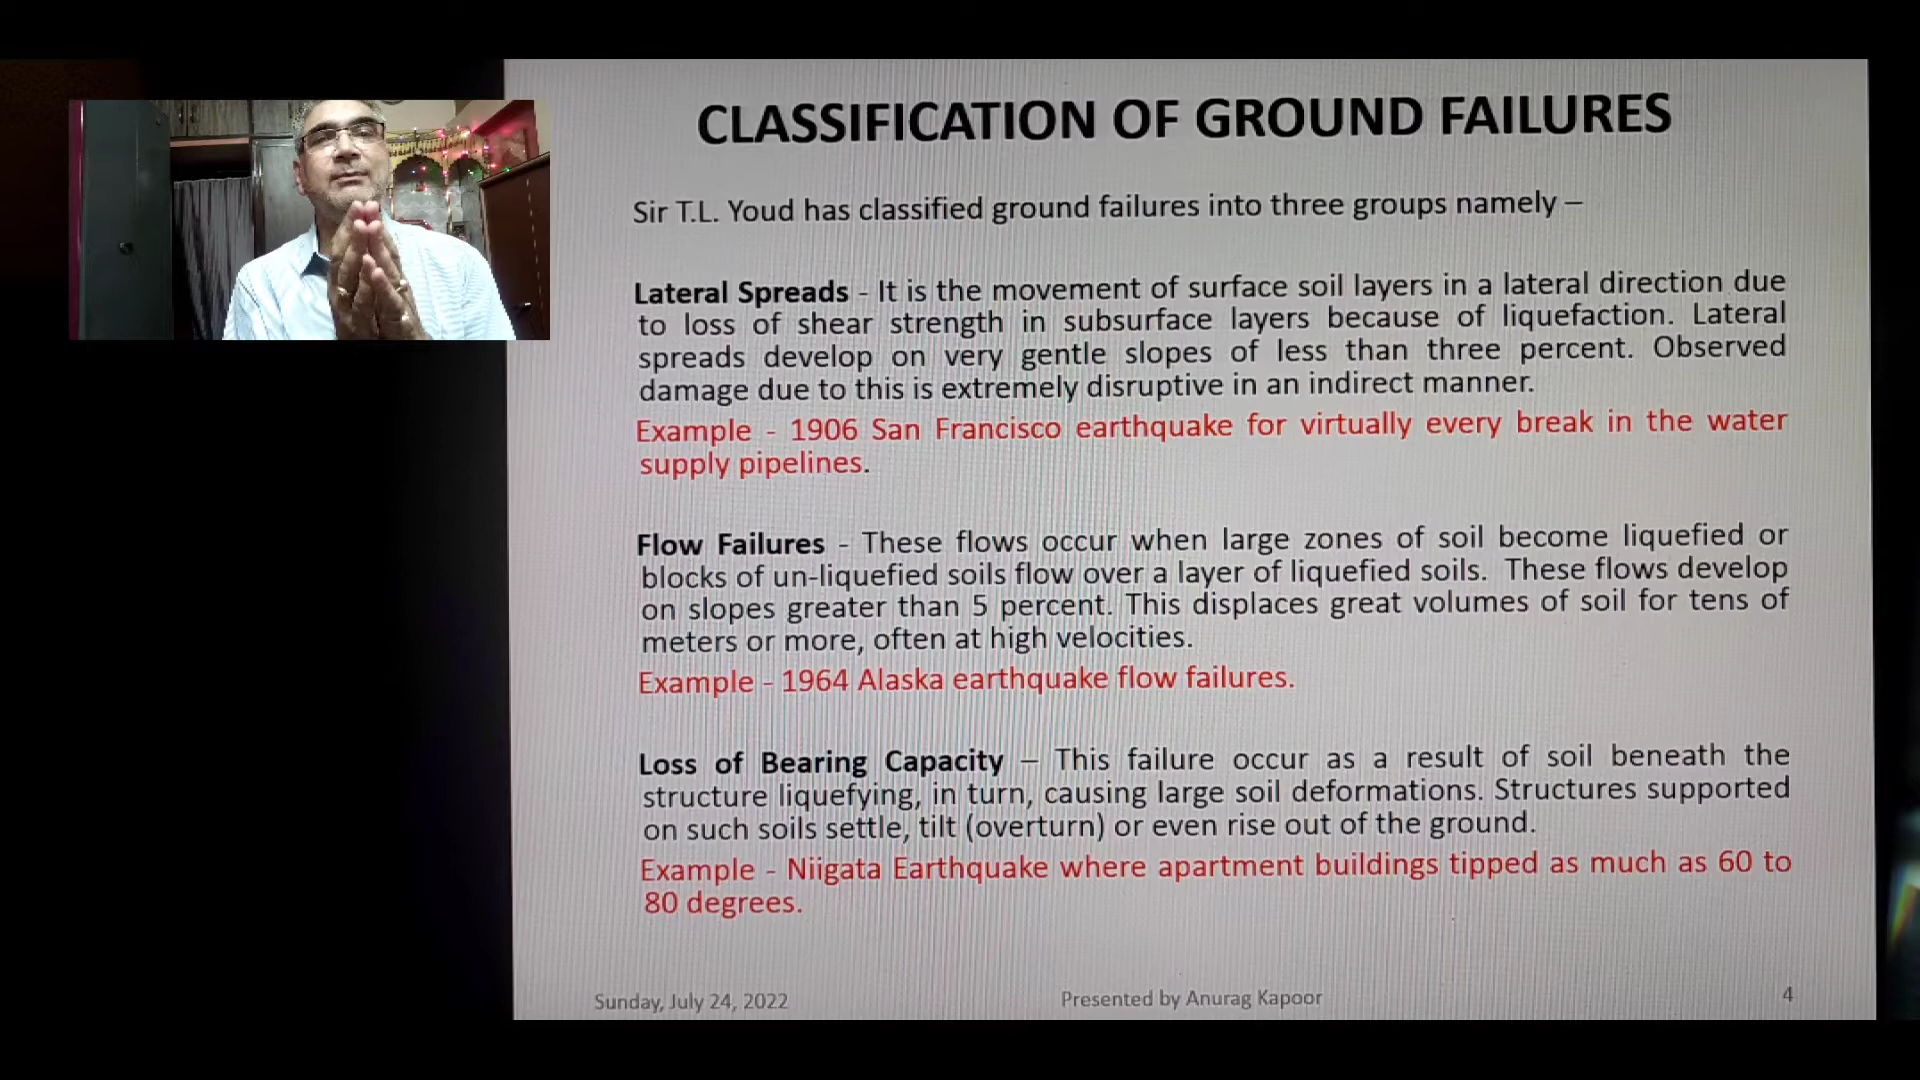 CLASSIFICATION OF GROUND FAILURES
Sir T.L. Youd has classified ground failures into three groups namely –
Lateral Spreads - It is the movement of surface soil layers in a lateral direction due
to loss of shear strength in subsurface layers because of liquefaction. Lateral
spreads develop on very gentle slopes of less than three percent. Observed
damage due to this is extremely disruptive in an indirect manner.
Example - 1906 San Francisco earthquake for virtually every break in the water
supply pipelines.
Flow Failures - These flows occur when large zones of soil become liquefied or
blocks of un-liquefied soils flow over a layer of liquefied soils. These flows develop
on slopes greater than 5 percent. This displaces great volumes of soil for tens of
meters or more, often at high velocities.
Example - 1964 Alaska earthquake flow failures.
Loss of Bearing Capacity – This failure occur as a result of soil beneath the
structure liquefying, in turn, causing large soil deformations. Structures supported
on such soils settle, tilt (overturn) or even rise out of the ground.
Example - Niigata Earthquake where apartment buildings tipped as much as 60 to
80 degrees.
Sunday, July 24, 2022
Presented by Anurag Kapoor
4